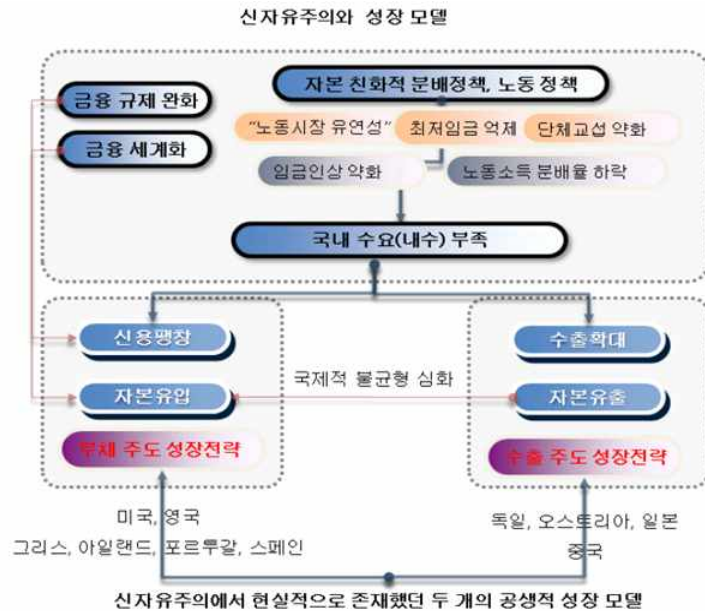 신자유주의와 성장 모델
금융 규제 완화
금융 세계화
자본 친화적 분배정책, 노동 정책
"노동시장 유연성"
최저임금 억제
단체교섭 약화
임금인상 약화
노동소득 분배율 하락
국내 수요(내수) 부족
신용팽창
자본유입
부채 주도 성장전략
국제적 불균형 심화
수출확대
자본유출
수출 주도 성장전략
미국, 영국
그리스, 아일랜드, 포르투갈, 스페인
독일, 오스트리아, 일본
중국
신자유주의에서 현실적으로 존재했던 두 개의 공생적 성장 모델